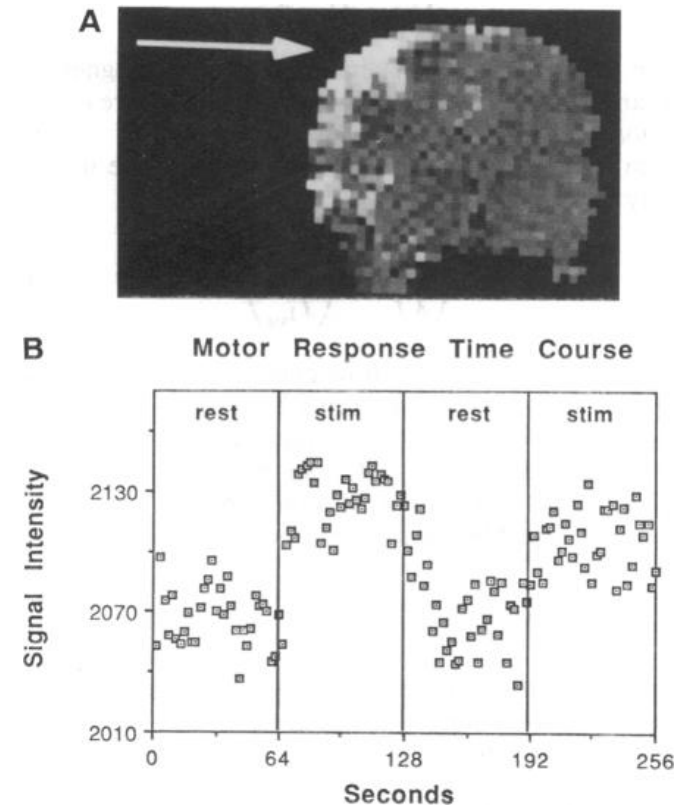 A
B
Motor Response Time Course
rest stim rest stim
Signal Intensity
2130
2070
2010
0 64 128 192 256
Seconds